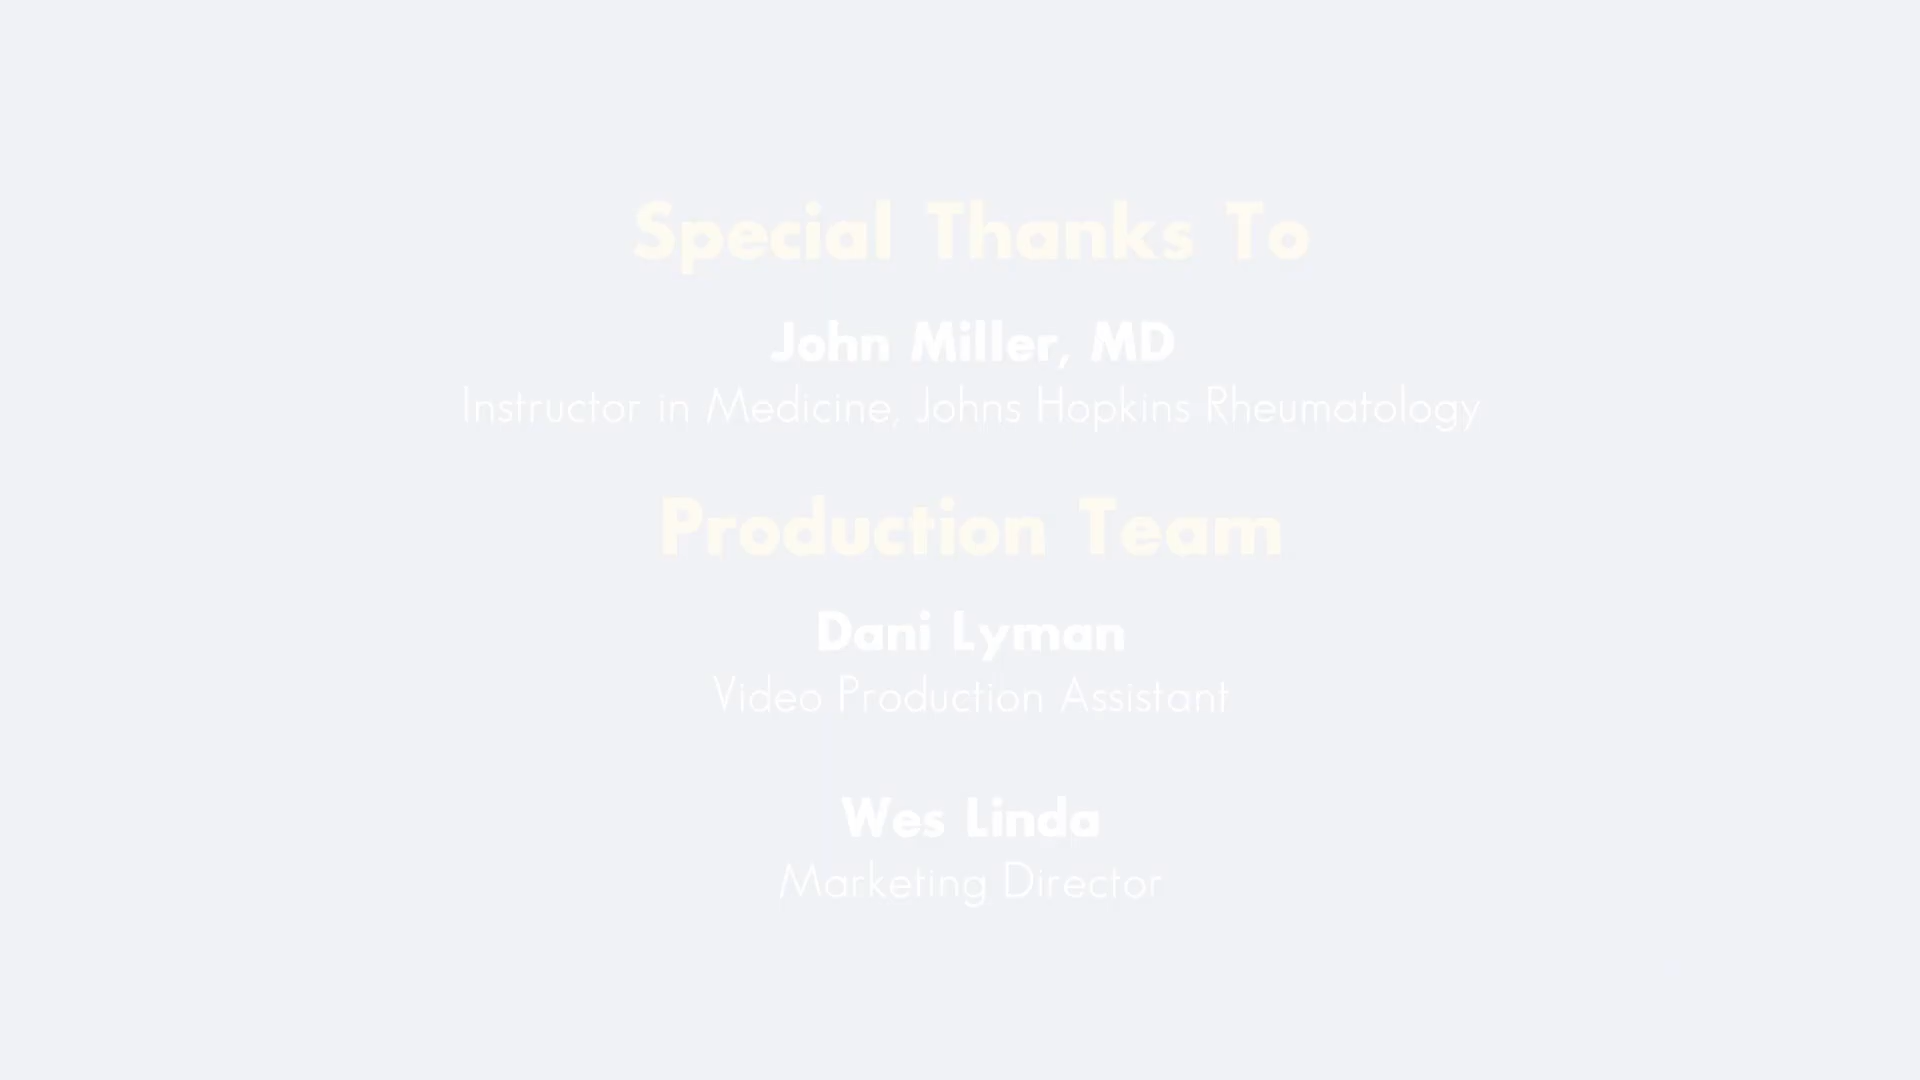 Special Thanks To
John Miller, MD
Instructor in Medicine, Johns Hopkins Rheumatology
Production Team
Dani Lyman
Video Production Assistant
Wes Linda
Marketing Director